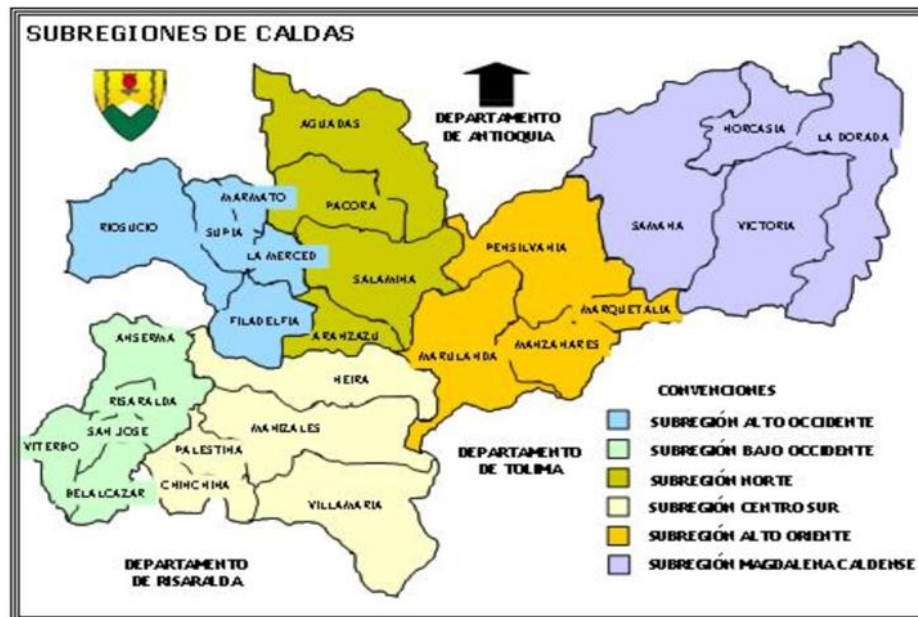 SUBREGIONES DE CALDAS
DEPARTAMENTO
DE ANTIOQUIA
AGUADAS
NORCASIA
LA DORADA
MARMATO
PACORA
RIOSUCIO
SUPIA
SAMANA
VICTORIA
LA MERCED
PENSILVANIA
SALAMINA
FILADELFIA
MARQUETALIA
ARANZAZU
ANSERMA
MARULANDA
MANZANARES
NEIRA
RISARALDA
SAN JOSE
MANIZALES
VITERBO
PALESTINA
BELALCAZAR
CHINCHINA
VILLAMARIA
DEPARTAMENTO
DE TOLIMA
DEPARTAMENTO
DE RISARALDA
CONVENCIONES
SUBREGIÓN ALTO OCCIDENTE
SUBREGIÓN BAJO OCCIDENTE
SUBREGIÓN NORTE
SUBREGIÓN CENTRO SUR
SUBREGIÓN ALTO ORIENTE
SUBREGIÓN MAGDALENA CALDENSE